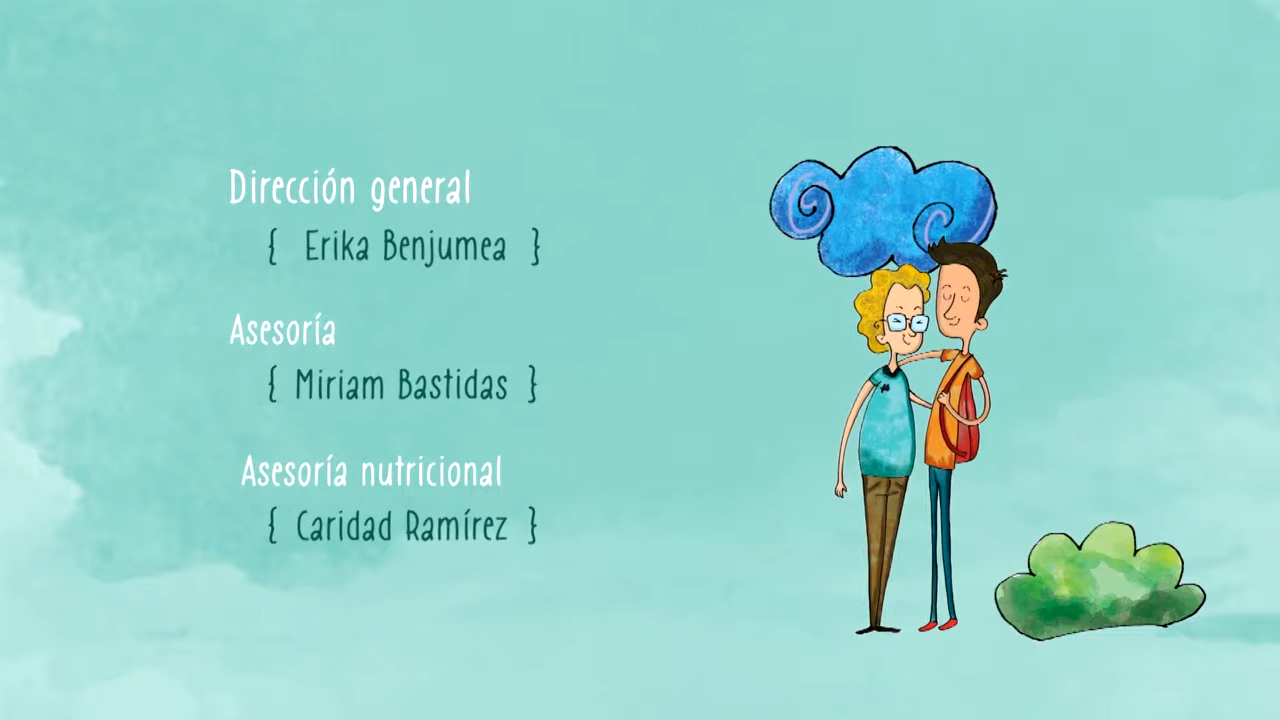 Dirección general
{ Erika Benjumea }
Asesoría
{ Miriam Bastidas }
Asesoría nutricional
{ Caridad Ramírez }